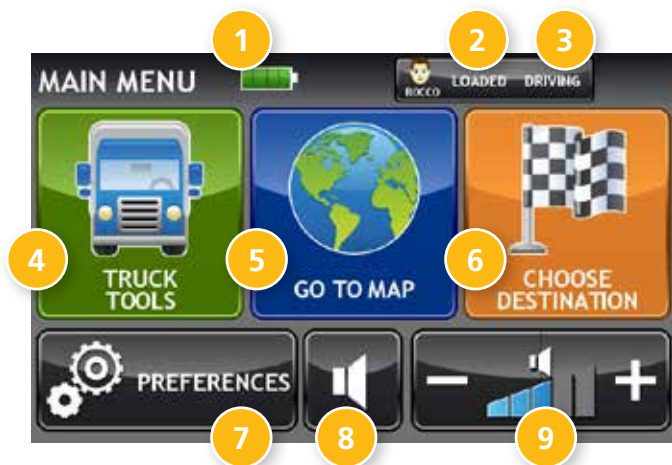 1
2
3
MAIN MENU
ROCCO LOADED DRIVING
4
5
6
TRUCK
TOOLS
GO TO MAP
CHOOSE
DESTINATION
PREFERENCES
7
8
9